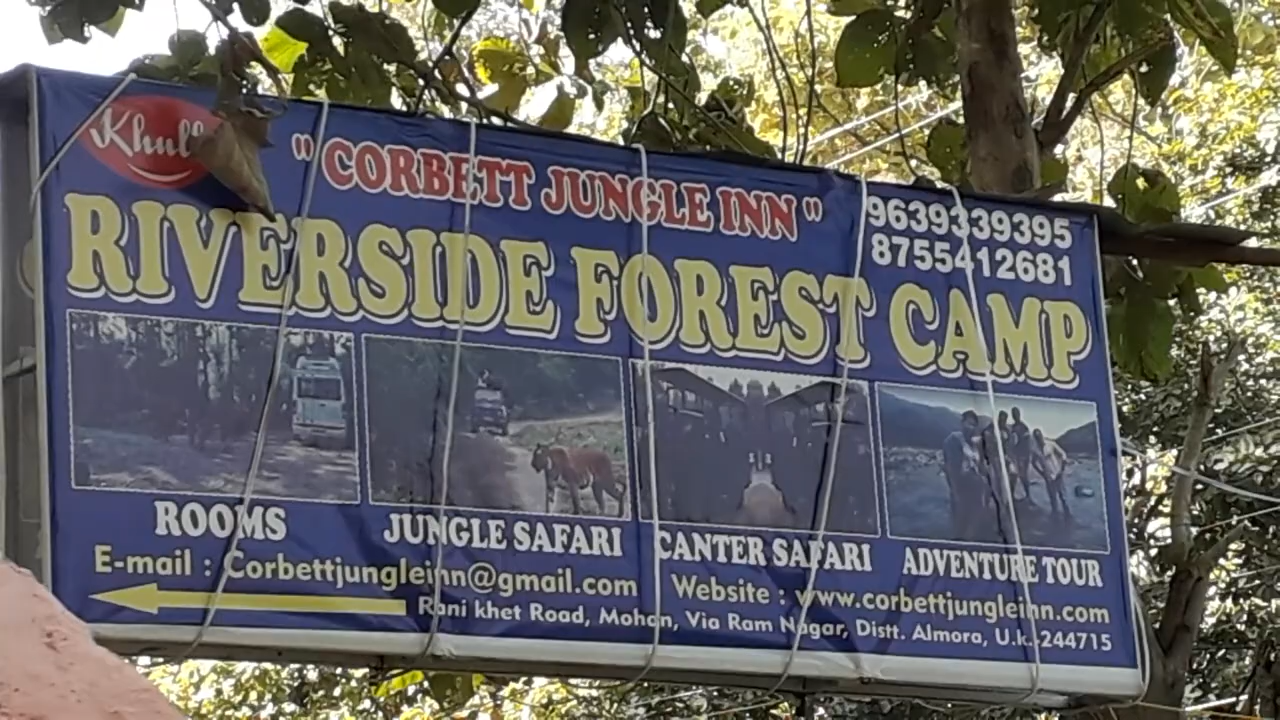 Khull
" CORBETT JUNGLE INN "
9639339395
8755412681
RIVERSIDE FOREST CAMP
ROOMS
JUNGLE SAFARI
CANTER SAFARI
ADVENTURE TOUR
E-mail : Corbettjungleinn@gmail.com
Website : www.corbettjungleinn.com
Rani khet Road, Mohan, Via Ram Nagar, Distt. Almora, U.k.-244715